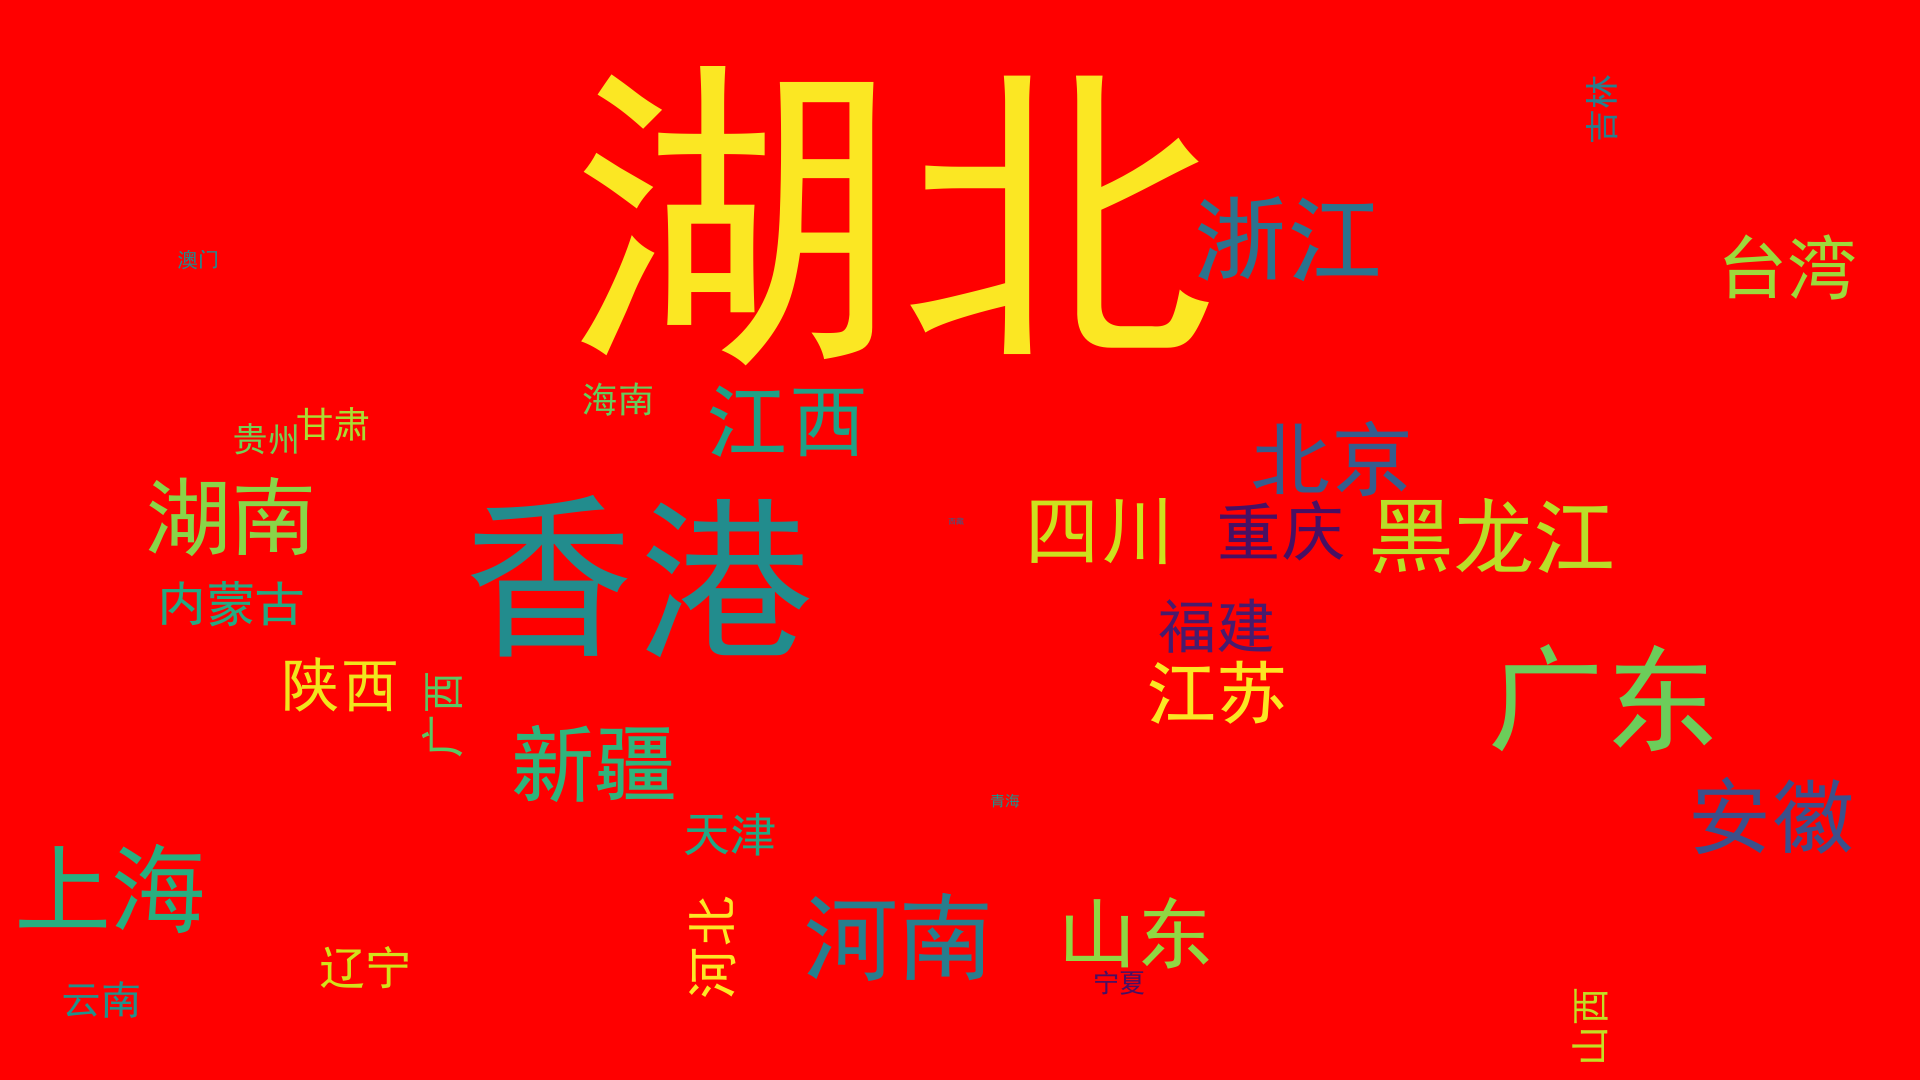 湖北
吉林
浙江
台湾
澳门
海南
江西
甘肃
贵州
北京
湖南
香港
四川
重庆
黑龙江
内蒙古
福建
陕西
广西
江苏
广东
新疆
青海
安徽
天津
上海
河北
河南
山东
辽宁
宁夏
云南
山西